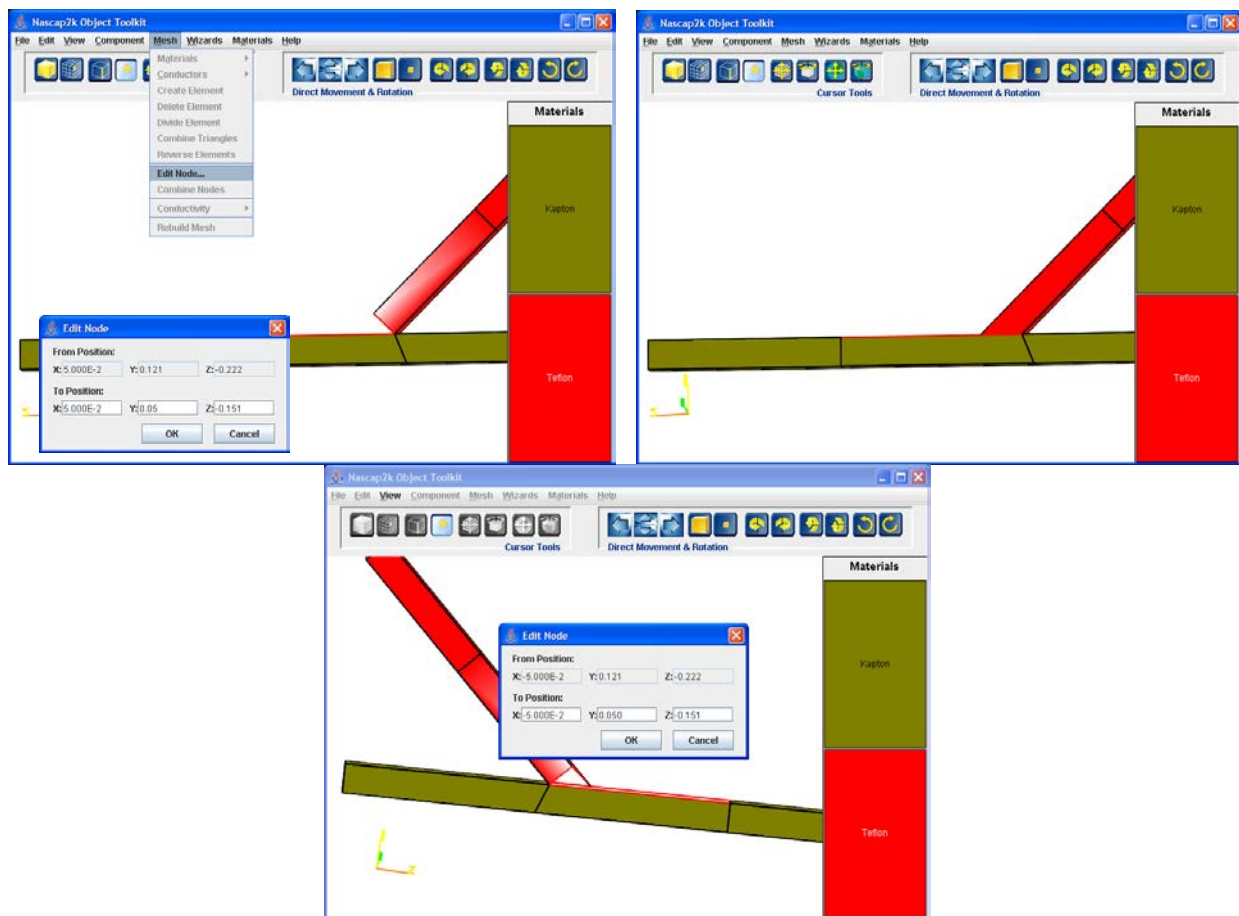 Nascap2k Object Toolkit
File Edit View Component Mesh Wizards Materials Help
Materials
Conductors
Create Element
Delete Element
Divide Element
Combine Triangles
Reverse Elements
Edit Node...
Combine Nodes
Conductivity
Rebuild Mesh
Direct Movement & Rotation
Materials
Kapton
Teflon
Edit Node
From Position:
X: 5.000E-2 Y: 0.121 Z: -0.222
To Position:
X: 5.000E-2 Y: 0.05 Z: -0.151
OK Cancel
Nascap2k Object Toolkit
File Edit View Component Mesh Wizards Materials Help
Cursor Tools Direct Movement & Rotation
Materials
Kapton
Teflon
Nascap2k Object Toolkit
File Edit View Component Mesh Wizards Materials Help
Cursor Tools Direct Movement & Rotation
Materials
Kapton
Teflon
Edit Node
From Position:
X: -5.000E-2 Y: 0.121 Z: -0.222
To Position:
X: -5.000E-2 Y: 0.050 Z: -0.151
OK Cancel
Z